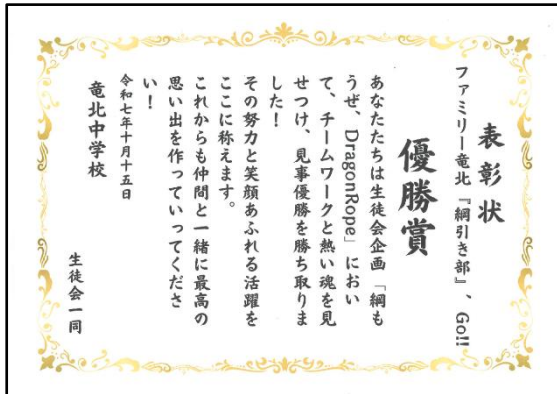 表彰状
ファミリー竜北『綱引き部』、Go!!
優勝賞
あなたたちは生徒会企画「綱も
うぜ、DragonRope」におい
て、チームワークと熱い魂を見
せつけ、見事優勝を勝ち取りま
した！
その努力と笑顔あふれる活躍を
ここに称えます。
これからも仲間と一緒に最高の
思い出を作っていってくださ
い！
令和七年十月十五日
竜北中学校
生徒会一同